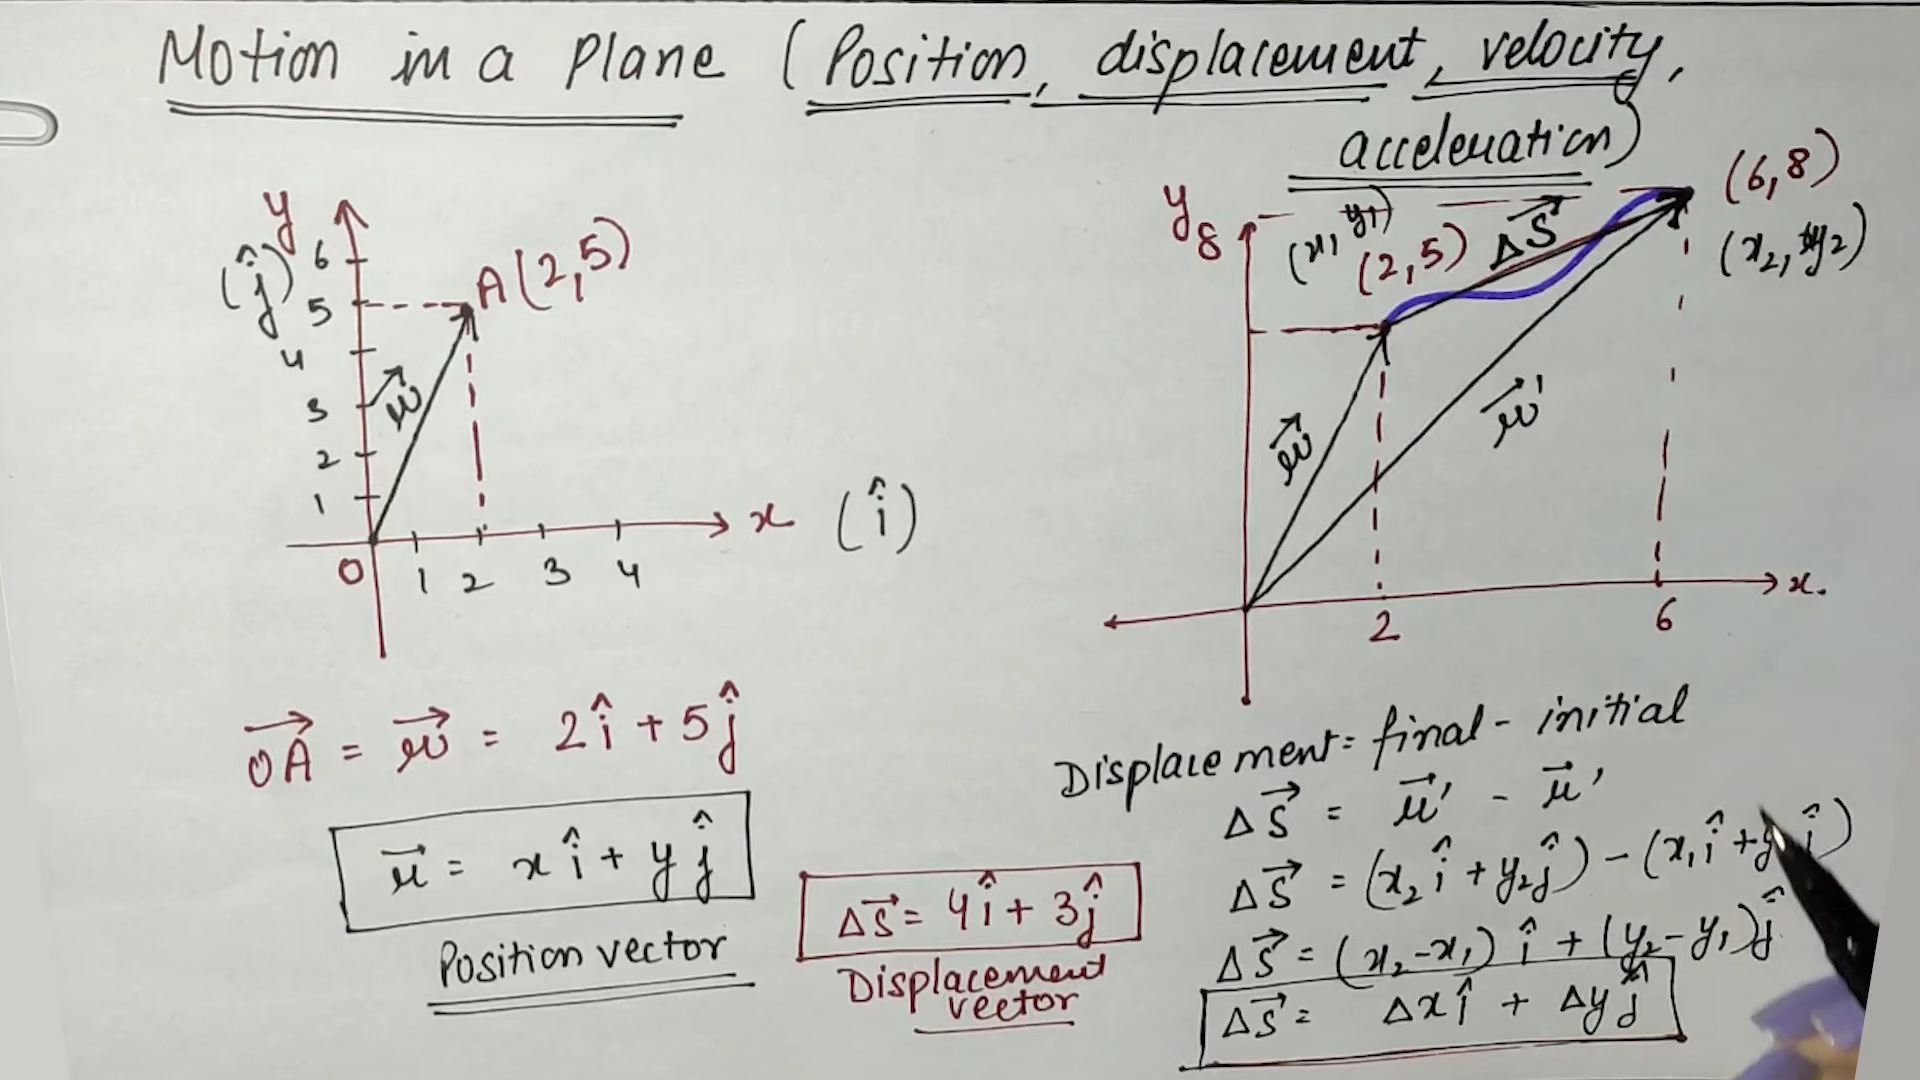 Motion in a plane (Position, displacement, velocity,
acceleration)
y
(ĵ)
6
5
4
3
2
1
A(2,5)
r⃗
O
1 2 3 4
x (î)
OA⃗ = r⃗ = 2î + 5ĵ
r⃗ = xî + yĵ
Position vector
y
8
(x1, y1)
(2,5)
ΔS⃗
(6,8)
(x2, y2)
r⃗
r⃗'
x.
2
6
Displacement = final - initial
ΔS⃗ = r⃗' - r⃗'
ΔS⃗ = (x2î + y2ĵ) - (x1î + y ĵ)
ΔS⃗ = (x2-x1) î + (y2-y1)ĵ
ΔS⃗ = Δxî + Δyĵ
ΔS⃗ = 4î + 3ĵ
Displacement
vector